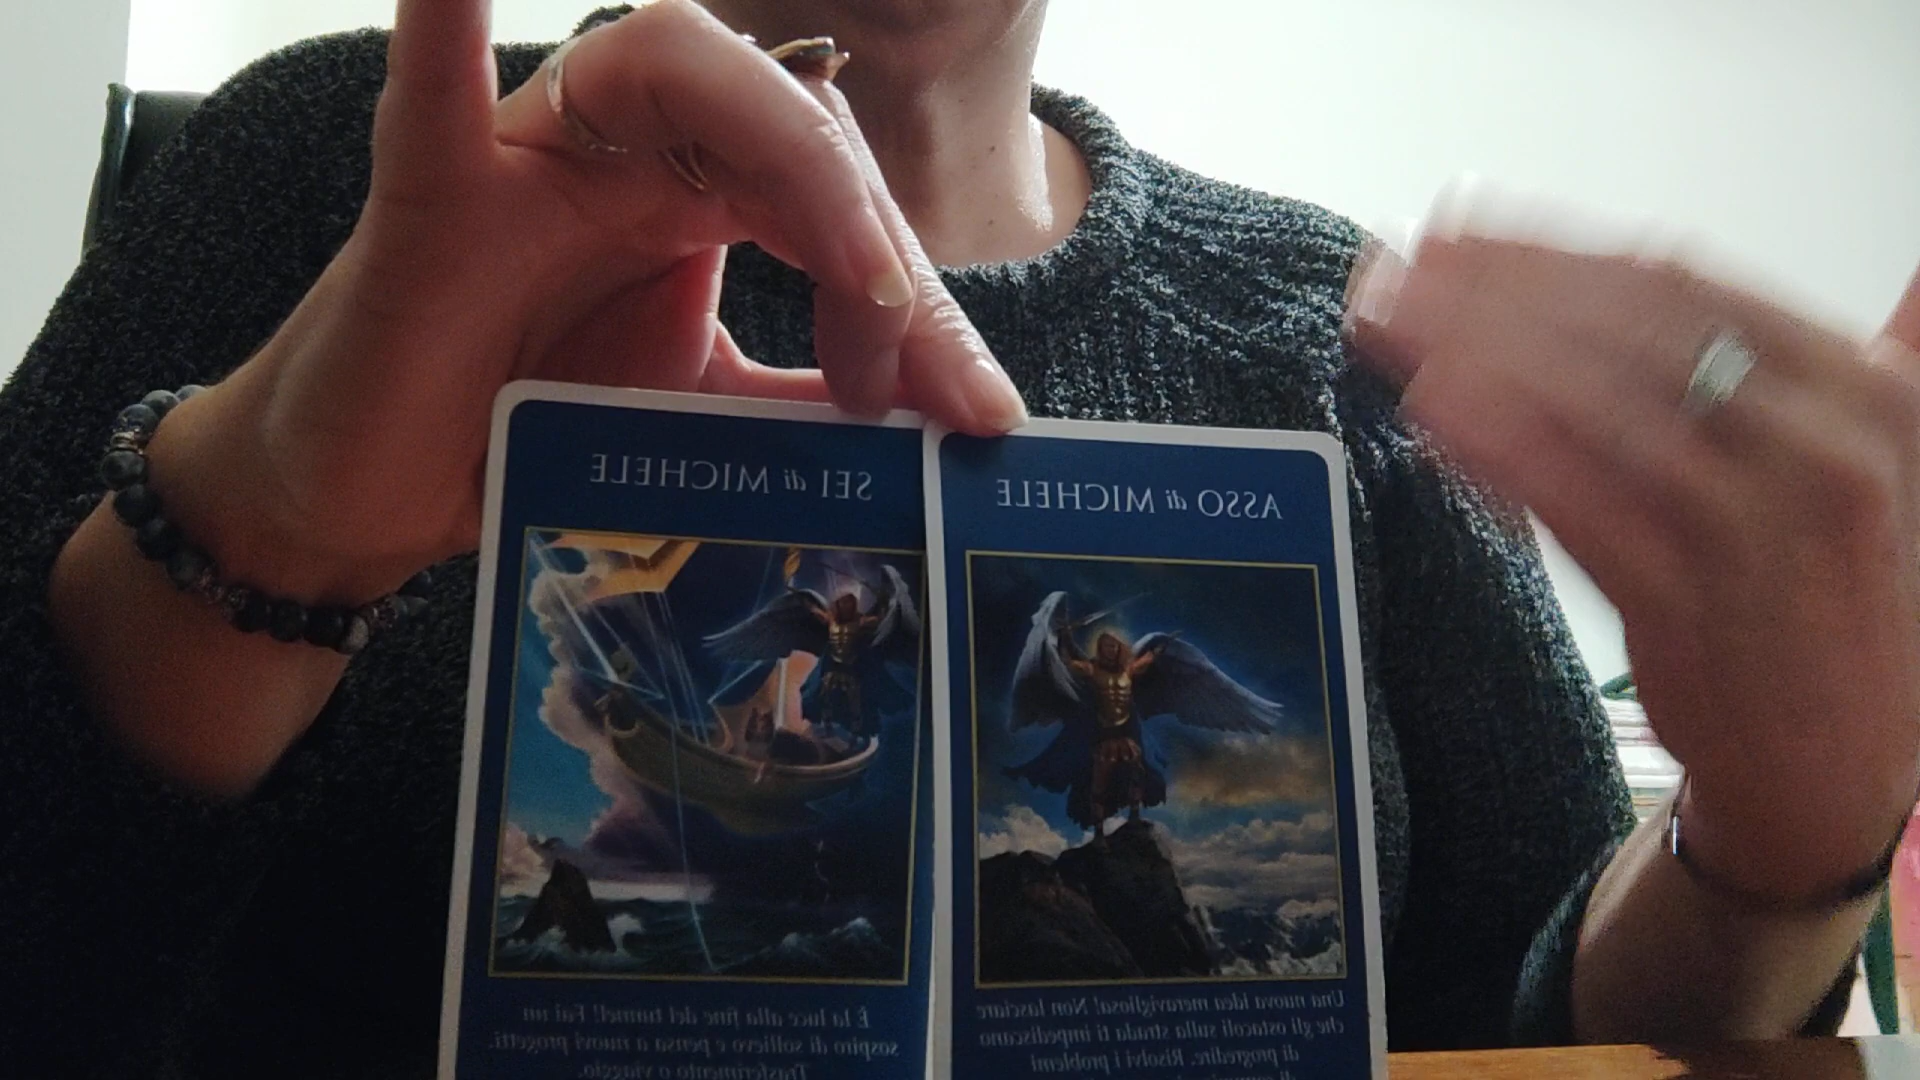 SEI di MICHELE
È la luce alla fine del tunnel! Fai un
sospiro di sollievo e pensa a nuovi progetti.
Trasferimento o viaggio.
ASSO di MICHELE
Una nuova idea meravigliosa! Non lasciare
che gli ostacoli sulla strada ti impediscano
di progredire. Risolvi i problemi